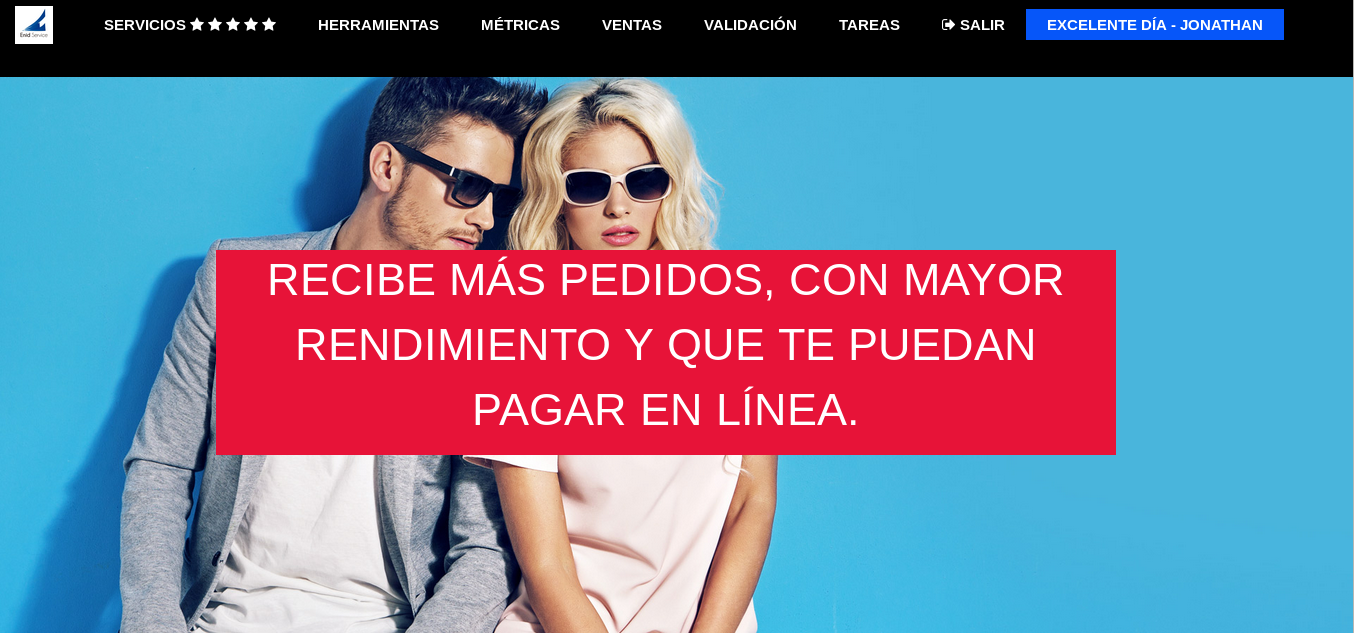 Enid Service
SERVICIOS
HERRAMIENTAS
MÉTRICAS
VENTAS
VALIDACIÓN
TAREAS
SALIR
EXCELENTE DÍA - JONATHAN
RECIBE MÁS PEDIDOS, CON MAYOR
RENDIMIENTO Y QUE TE PUEDAN
PAGAR EN LÍNEA.